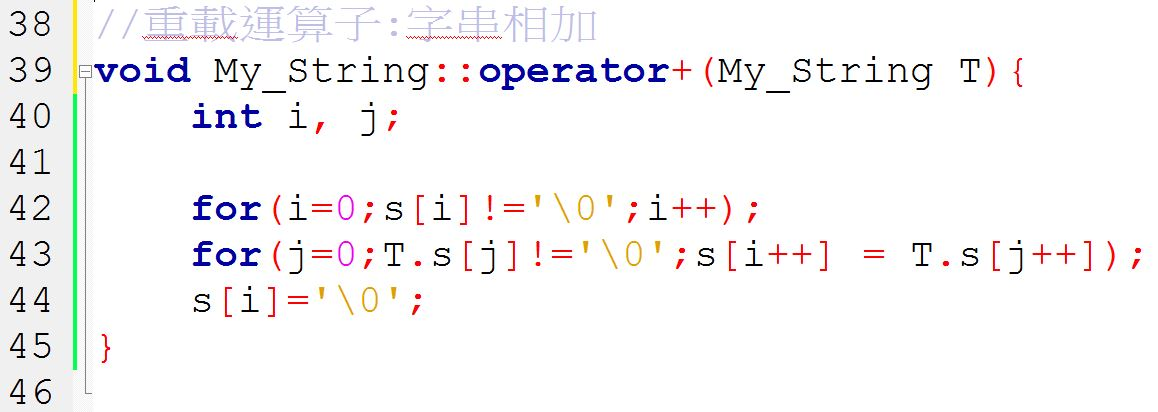 38 //重載運算子:字串相加
39 void My_String::operator+(My_String T){
40     int i, j;
41
42     for(i=0;s[i]!='\0';i++);
43     for(j=0;T.s[j]!='\0';s[i++] = T.s[j++]);
44     s[i]='\0';
45 }
46